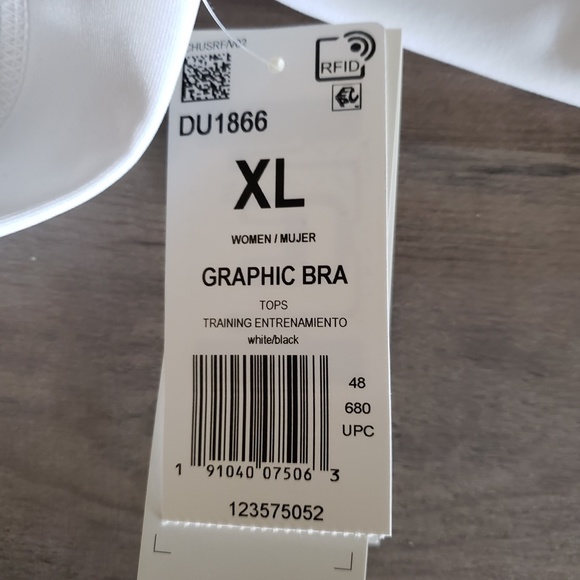 RFID
DU1866
XL
WOMEN / MUJER
GRAPHIC BRA
TOPS
TRAINING ENTRENAMIENTO
white/black
48
680
UPC
1 91040 07506 3
123575052